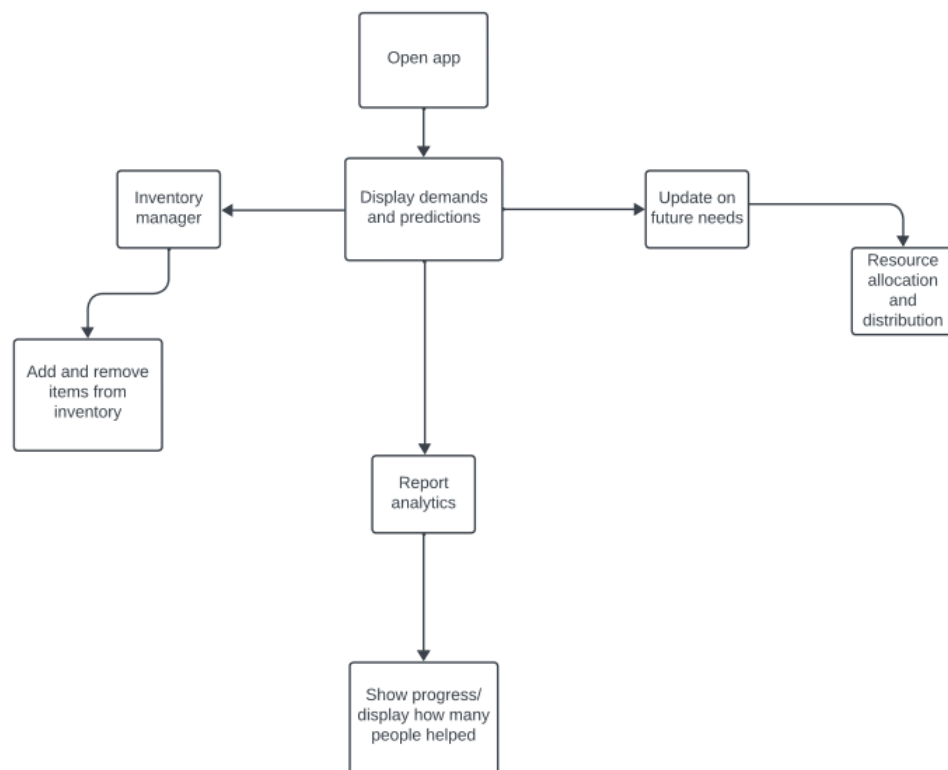 Open app
Inventory
manager
Display demands
and predictions
Update on
future needs
Resource
allocation
and
distribution
Add and remove
items from
inventory
Report
analytics
Show progress/
display how many
people helped